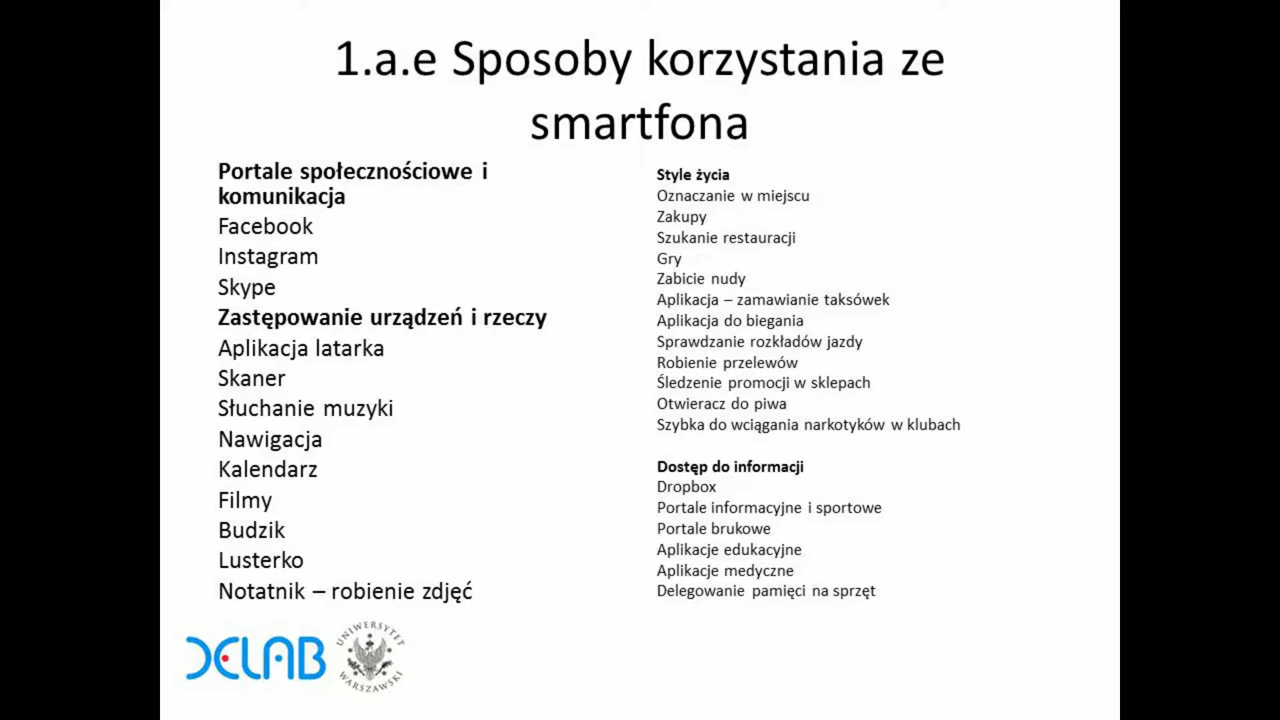 1.a.e Sposoby korzystania ze
smartfona
Portale społecznościowe i
komunikacja
Facebook
Instagram
Skype
Zastępowanie urządzeń i rzeczy
Aplikacja latarka
Skaner
Słuchanie muzyki
Nawigacja
Kalendarz
Filmy
Budzik
Lusterko
Notatnik – robienie zdjęć
Style życia
Oznaczanie w miejscu
Zakupy
Szukanie restauracji
Gry
Zabicie nudy
Aplikacja – zamawianie taksówek
Aplikacja do biegania
Sprawdzanie rozkładów jazdy
Robienie przelewów
Śledzenie promocji w sklepach
Otwieracz do piwa
Szybka do wciągania narkotyków w klubach
Dostęp do informacji
Dropbox
Portale informacyjne i sportowe
Portale brukowe
Aplikacje edukacyjne
Aplikacje medyczne
Delegowanie pamięci na sprzęt
DELAB
UNIWERSYTET
WARSZAWSKI